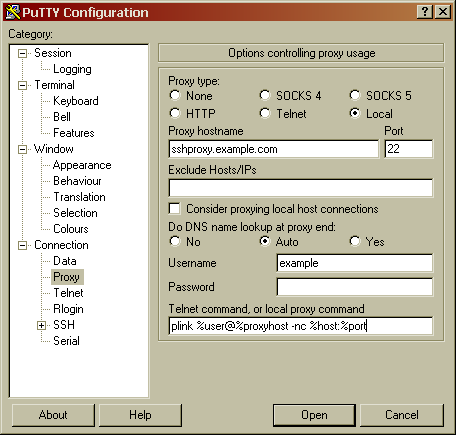 PuTTY Configuration
Category:
Session
Logging
Terminal
Keyboard
Bell
Features
Window
Appearance
Behaviour
Translation
Selection
Colours
Connection
Data
Proxy
Telnet
Rlogin
SSH
Serial
Options controlling proxy usage
Proxy type:
None SOCKS 4 SOCKS 5
HTTP Telnet Local
Proxy hostname Port
sshproxy.example.com 22
Exclude Hosts/IPs
Consider proxying local host connections
Do DNS name lookup at proxy end:
No Auto Yes
Username example
Password
Telnet command, or local proxy command
plink %user@%proxyhost -nc %host:%port
About Help Open Cancel